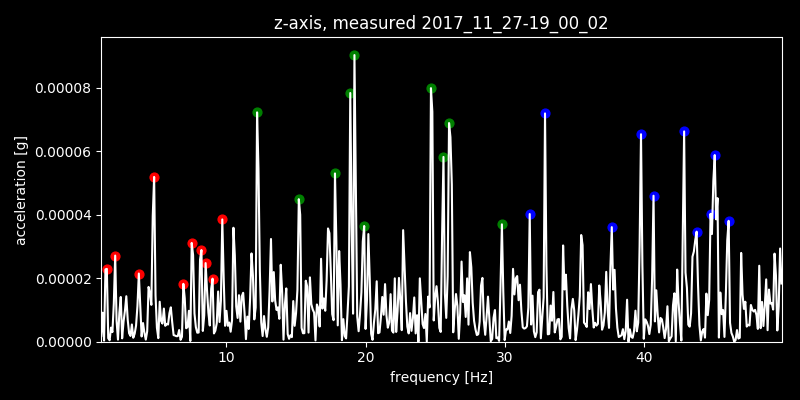 z-axis, measured 2017_11_27-19_00_02
acceleration [g]
0.00008
0.00006
0.00004
0.00002
0.00000
10 20 30 40
frequency [Hz]